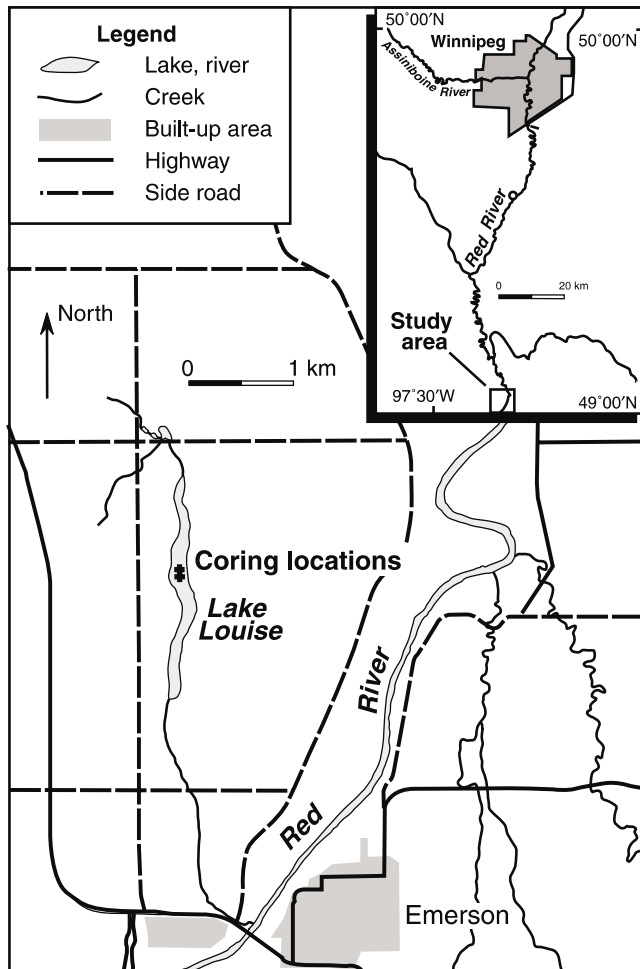 Legend
Lake, river
Creek
Built-up area
Highway
Side road
50°00′N
50°00′N
Winnipeg
Assiniboine River
Red River
0 20 km
Study
area
97°30′W
49°00′N
North
0 1 km
Coring locations
Lake
Louise
Red River
Emerson